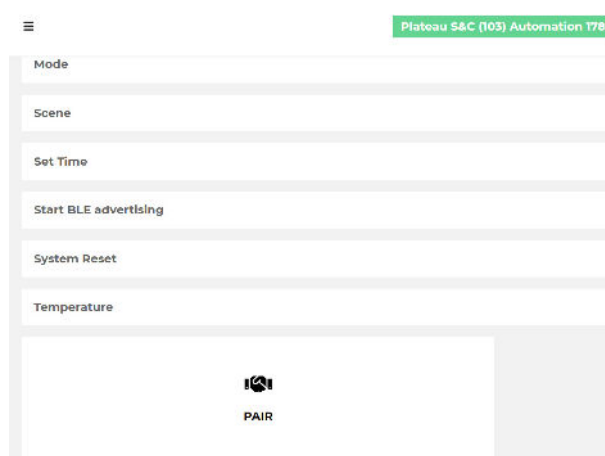 Plateau S&C (103) Automation 178
Mode
Scene
Set Time
Start BLE advertising
System Reset
Temperature
PAIR